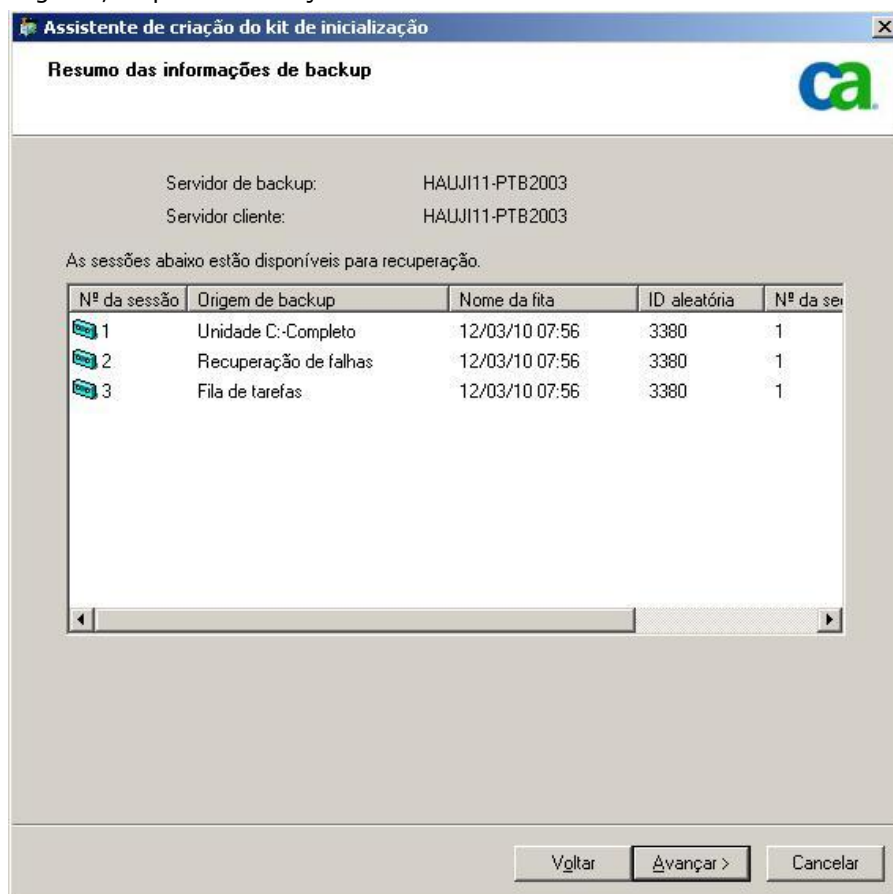 Assistente de criação do kit de inicialização
Resumo das informações de backup
ca
Servidor de backup: HAUJI11-PTB2003
Servidor cliente: HAUJI11-PTB2003
As sessões abaixo estão disponíveis para recuperação.
Nº da sessão Origem de backup Nome da fita ID aleatória Nº da
1 Unidade C:-Completo 12/03/10 07:56 3380 1
2 Recuperação de falhas 12/03/10 07:56 3380 1
3 Fila de tarefas 12/03/10 07:56 3380 1
Voltar Avançar > Cancelar